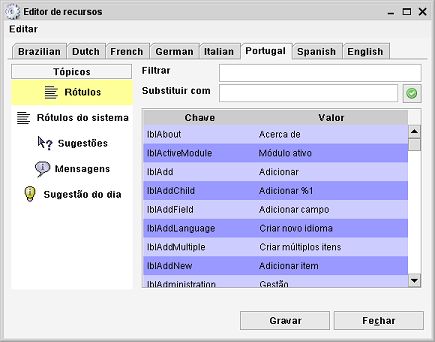 Editor de recursos
Editar
Brazilian Dutch French German Italian Portugal Spanish English
Tópicos
Rótulos
Rótulos do sistema
Sugestões
Mensagens
Sugestão do dia
Filtrar
Substituir com
Chave Valor
lblAbout Acerca de
lblActiveModule Módulo ativo
lblAdd Adicionar
lblAddChild Adicionar %1
lblAddField Adicionar campo
lblAddLanguage Criar novo idioma
lblAddMultiple Criar múltiplos itens
lblAddNew Adicionar item
lblAdministration Gestão
Gravar Fechar